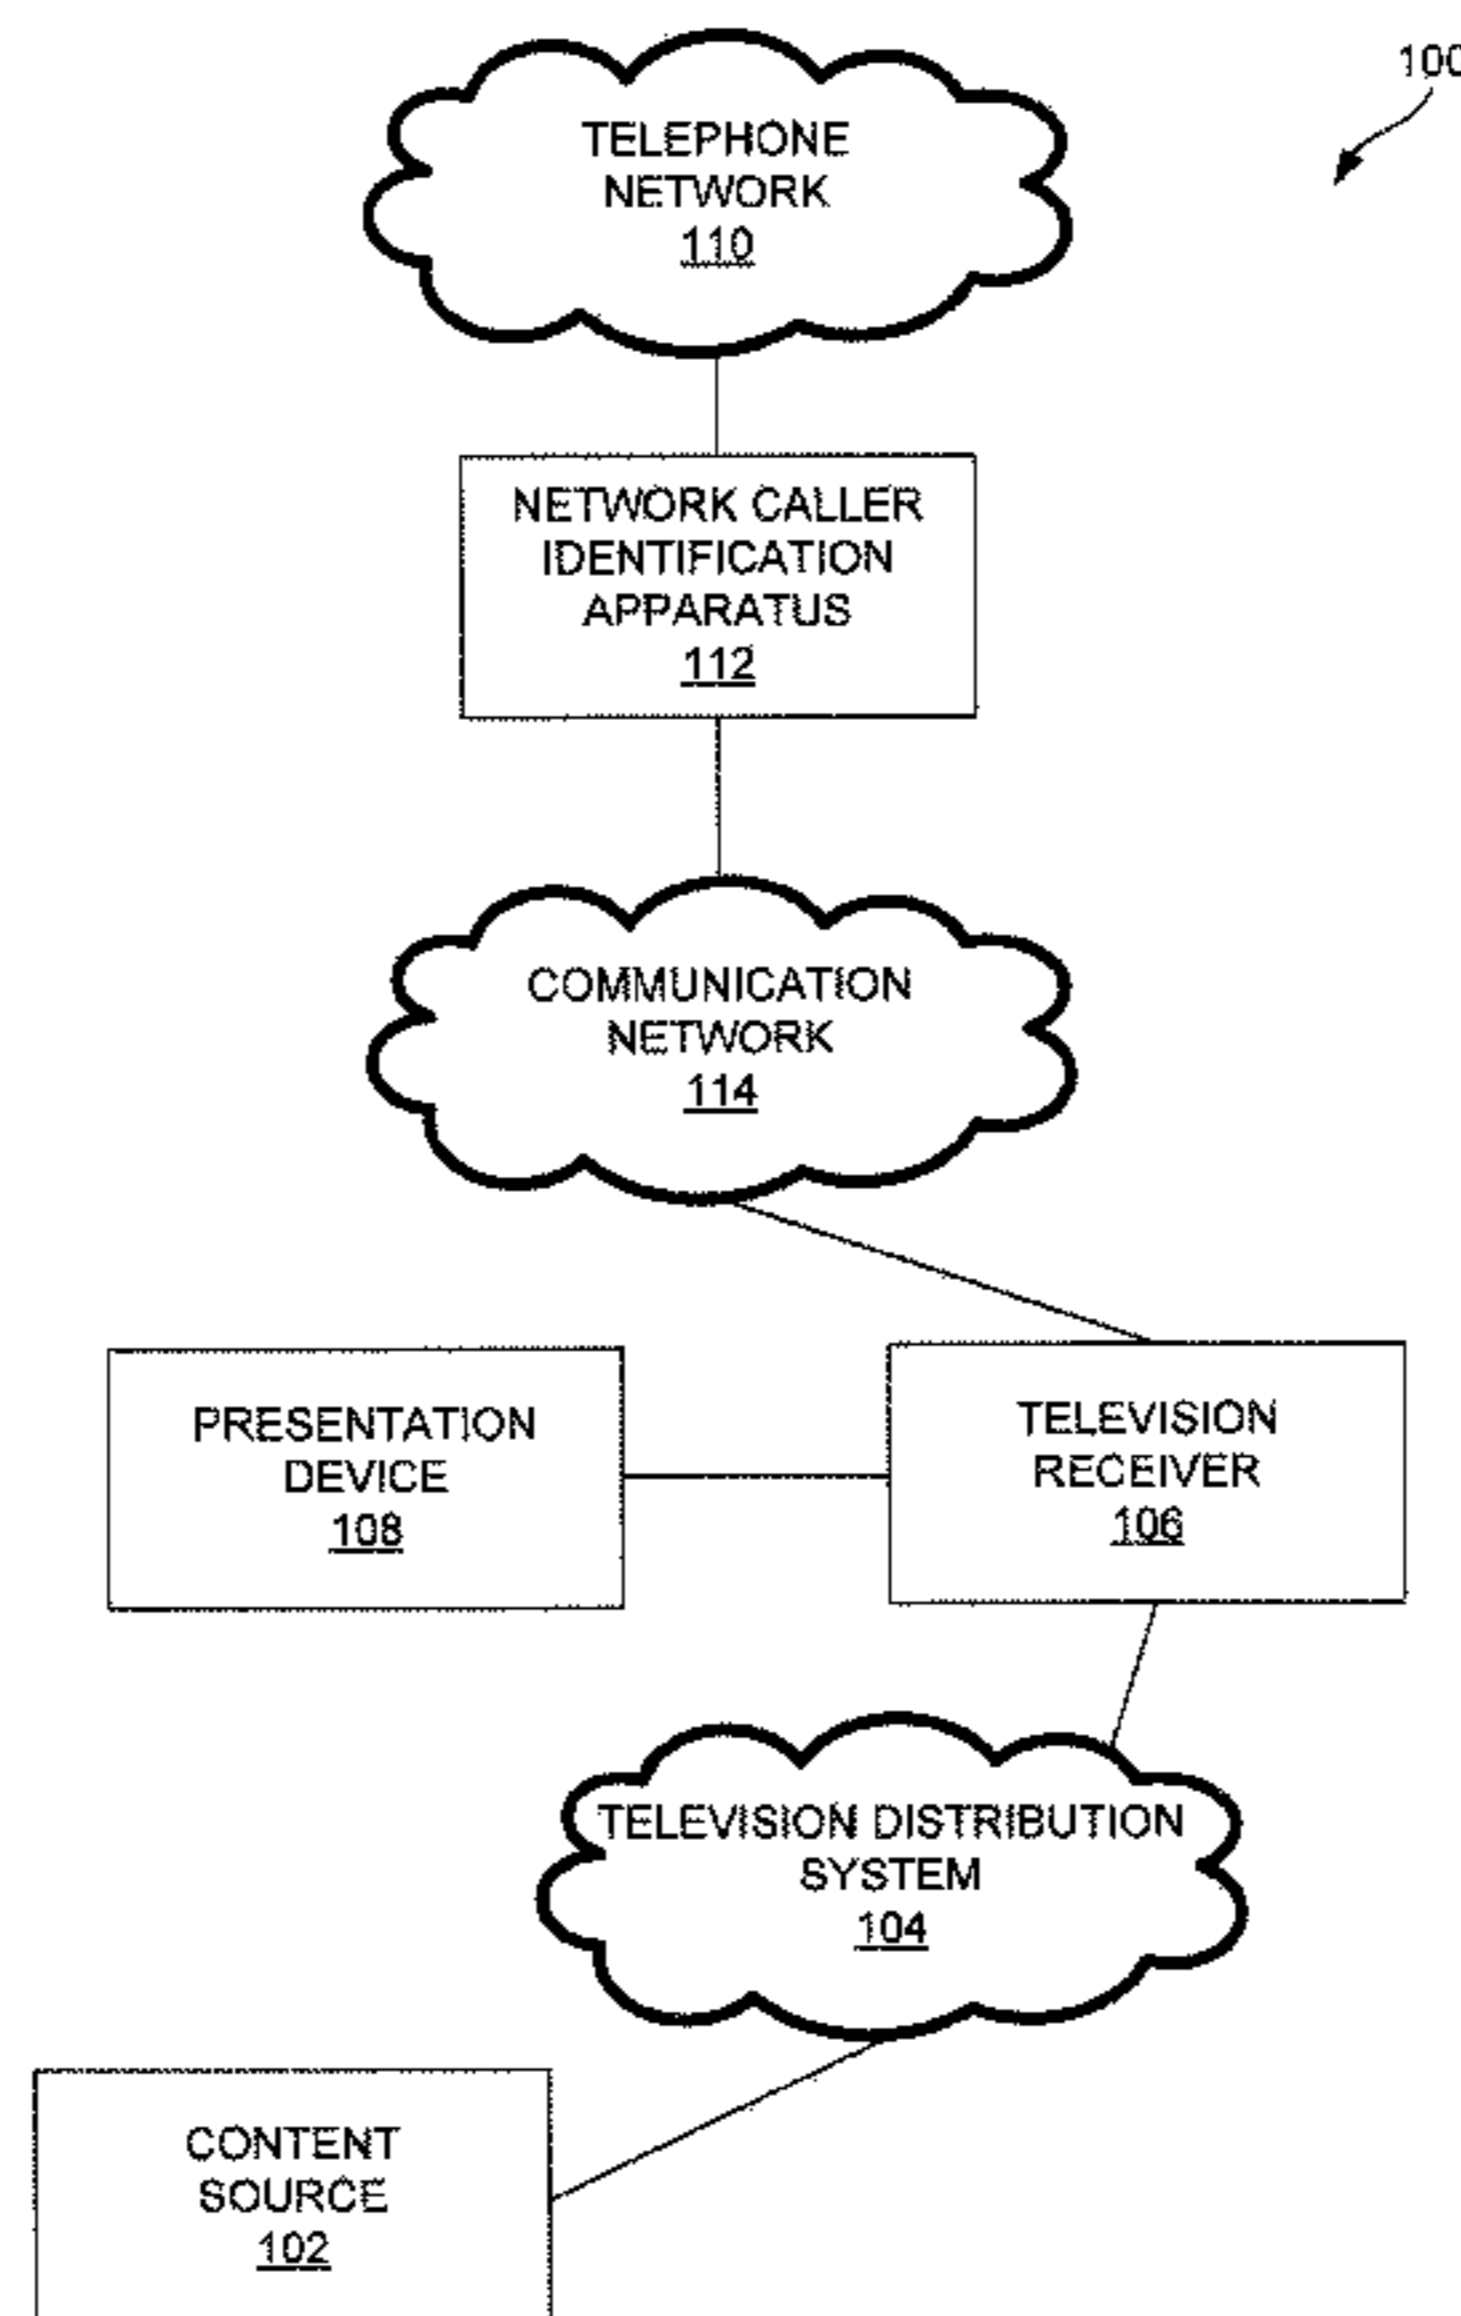 100
TELEPHONE
NETWORK
110
NETWORK CALLER
IDENTIFICATION
APPARATUS
112
COMMUNICATION
NETWORK
114
PRESENTATION
DEVICE
108
TELEVISION
RECEIVER
106
TELEVISION DISTRIBUTION
SYSTEM
104
CONTENT
SOURCE
102